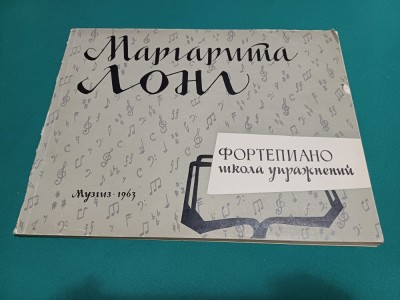 Маргарита
ЛОНГ
ФОРТЕПИАНО
школа упражнений
Музгиз·1963